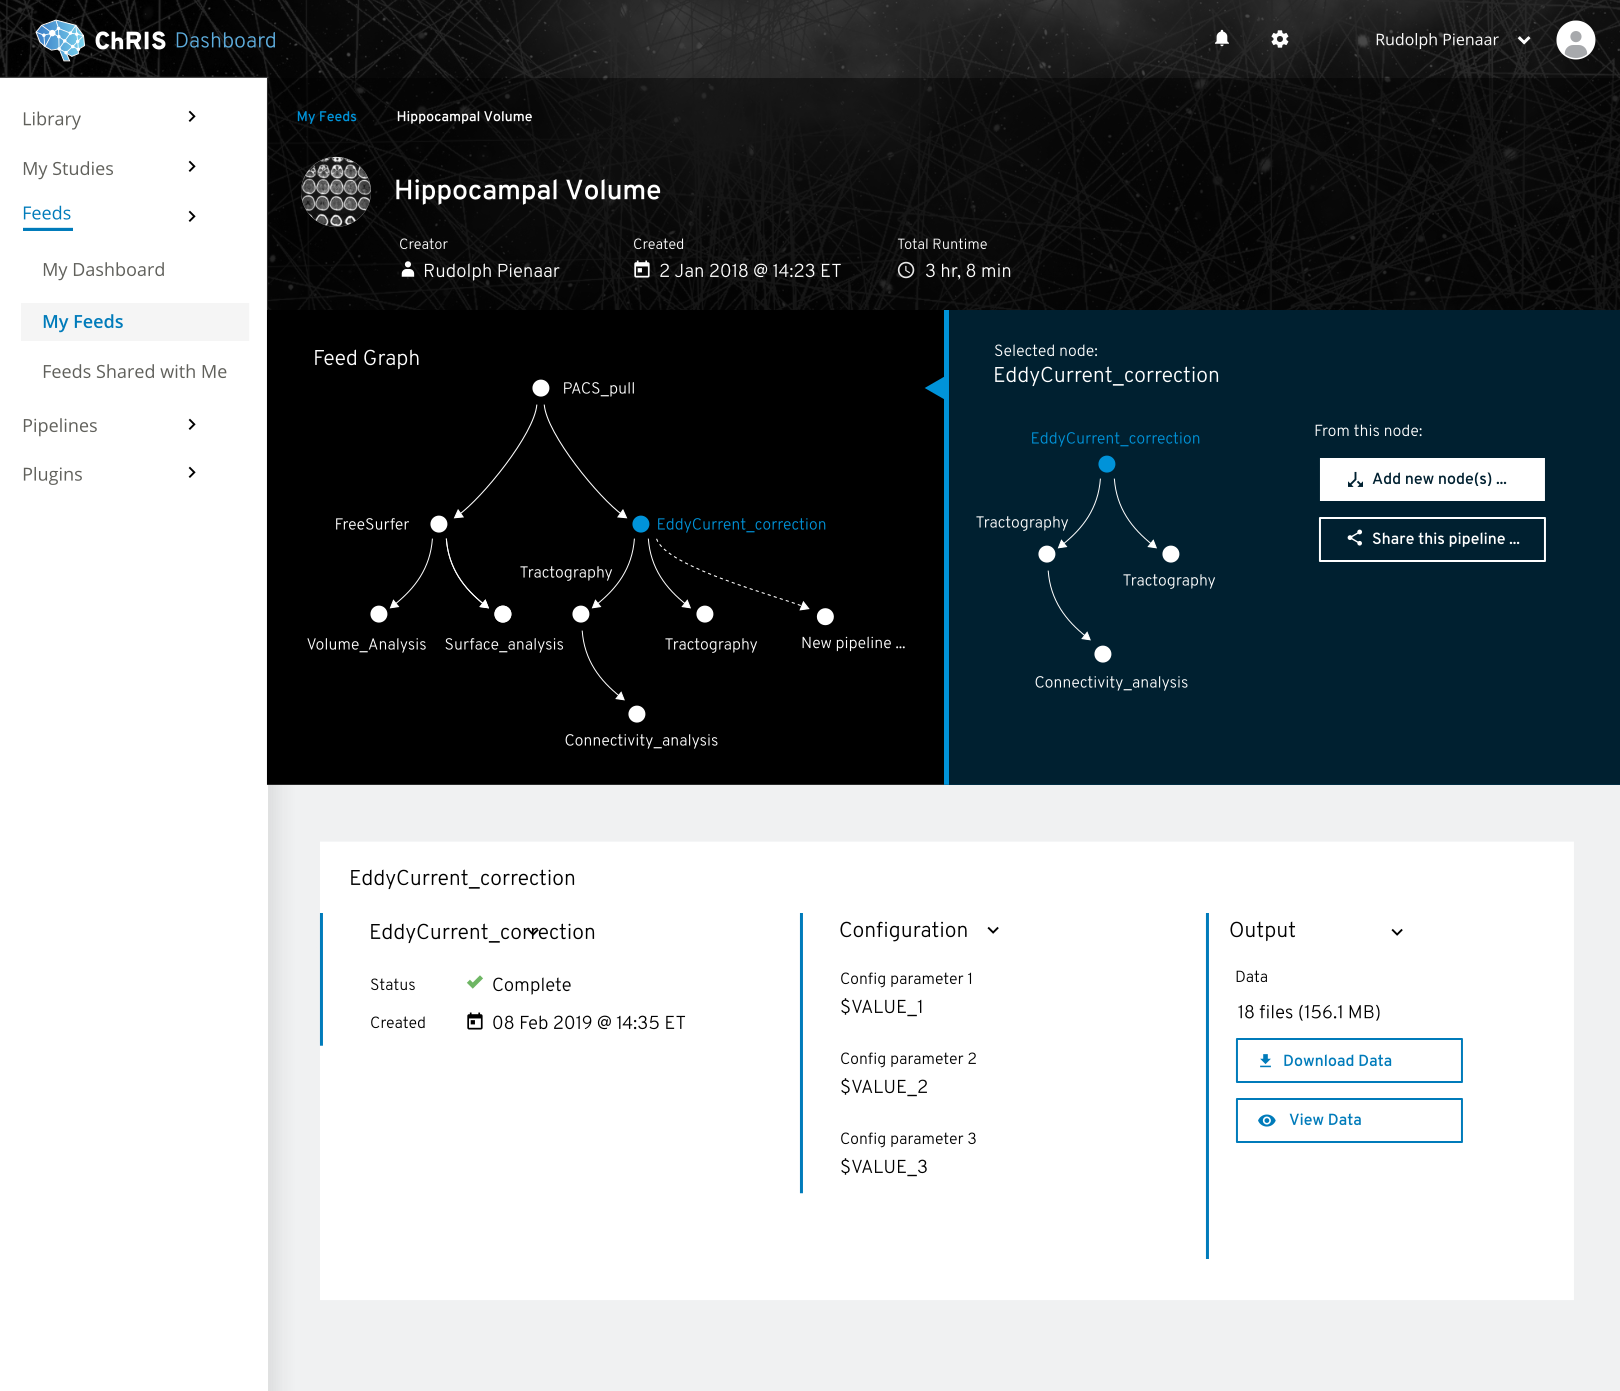 ChRIS Dashboard
Rudolph Pienaar
Library
My Studies
Feeds
My Dashboard
My Feeds
Feeds Shared with Me
Pipelines
Plugins
My Feeds
Hippocampal Volume
Hippocampal Volume
Creator
Rudolph Pienaar
Created
2 Jan 2018 @ 14:23 ET
Total Runtime
3 hr, 8 min
Feed Graph
PACS_pull
FreeSurfer
EddyCurrent_correction
Tractography
Volume_Analysis
Surface_analysis
Tractography
New pipeline ...
Connectivity_analysis
Selected node:
EddyCurrent_correction
EddyCurrent_correction
Tractography
Tractography
Connectivity_analysis
From this node:
Add new node(s) ...
Share this pipeline ...
EddyCurrent_correction
EddyCurrent_correction
Status
Complete
Created
08 Feb 2019 @ 14:35 ET
Configuration
Config parameter 1
$VALUE_1
Config parameter 2
$VALUE_2
Config parameter 3
$VALUE_3
Output
Data
18 files (156.1 MB)
Download Data
View Data